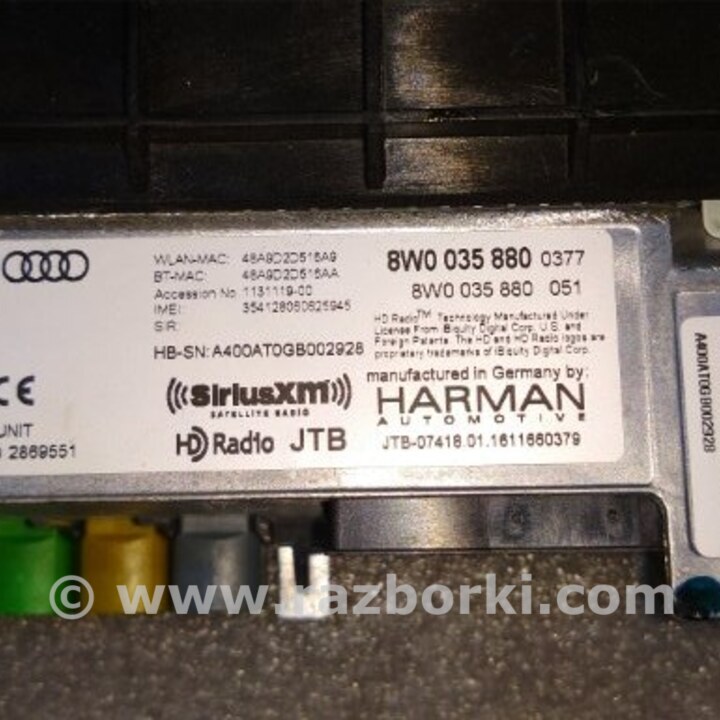 WLAN-MAC: 48A9D2D516A9
BT-MAC: 48A9D2D516AA
Accession No 1131119-00
IMEI: 354128060625945
SIR:
HB-SN: A400AT0GB002928
8W0 035 880 0377
8W0 035 880 051
HD Radio™ Technology Manufactured Under
License From iBiquity Digital Corp. U.S. and
Foreign Patents. The HD and HD Radio logos are
proprietary trademarks of iBiquity Digital Corp.
manufactured in Germany by:
HARMAN
AUTOMOTIVE
JTB-07418.01.1611660379
SiriusXM
SATELLITE RADIO
HD Radio JTB
CE
UNIT
2869551
A400AT0GB002928
© www.razborki.com